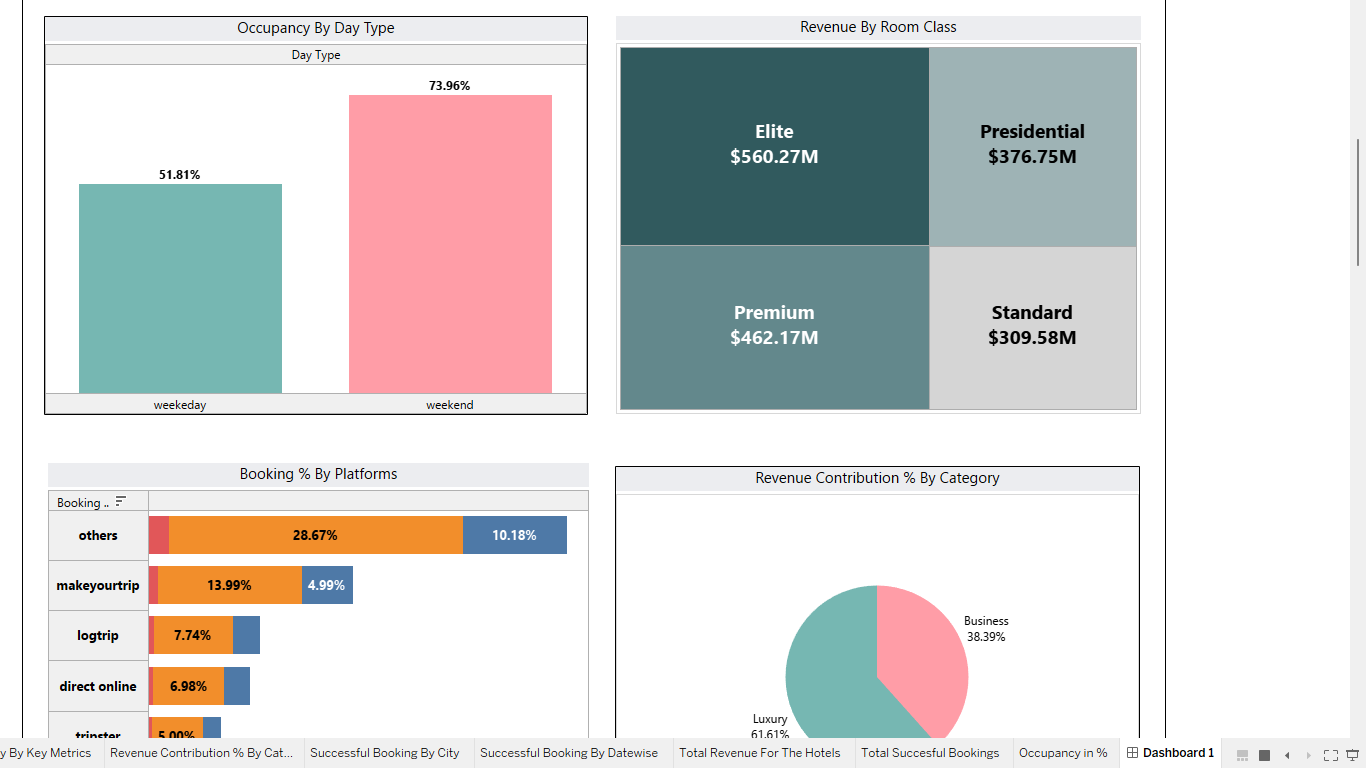 Occupancy By Day Type
Day Type
73.96%
51.81%
weekeday
weekend
Revenue By Room Class
Elite
$560.27M
Presidential
$376.75M
Premium
$462.17M
Standard
$309.58M
Booking % By Platforms
Booking ..
others
28.67%
10.18%
makeyourtrip
13.99%
4.99%
logtrip
7.74%
direct online
6.98%
tripster
5.00%
Revenue Contribution % By Category
Business
38.39%
Luxury
61.61%
y By Key Metrics
Revenue Contribution % By Cat...
Successful Booking By City
Successful Booking By Datewise
Total Revenue For The Hotels
Total Succesful Bookings
Occupancy in %
Dashboard 1